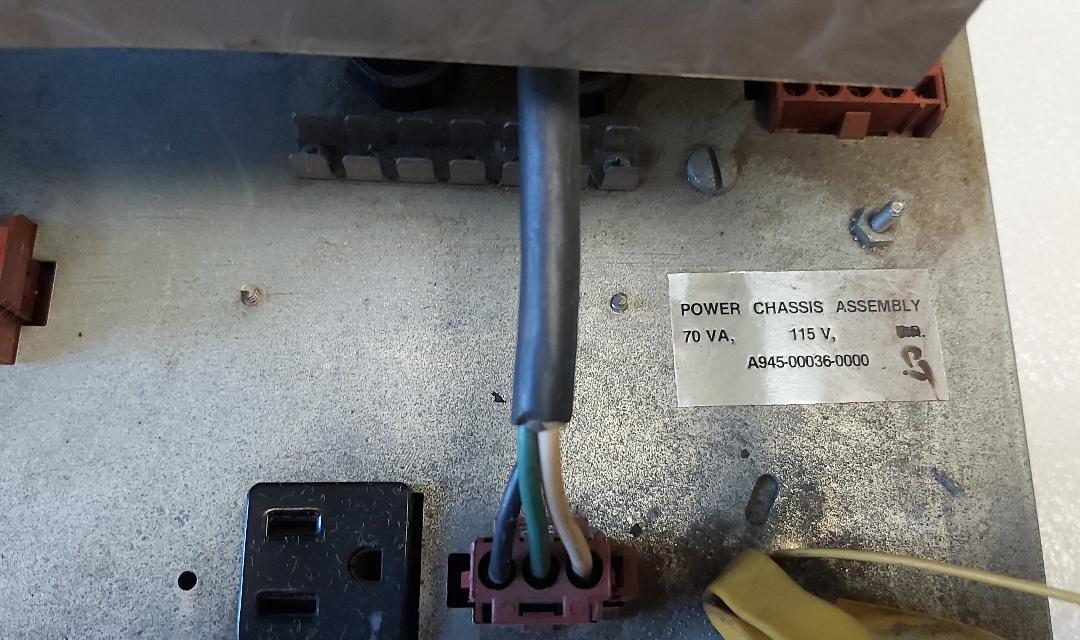 POWER CHASSIS ASSEMBLY
70 VA, 115 V,
A945-00036-0000